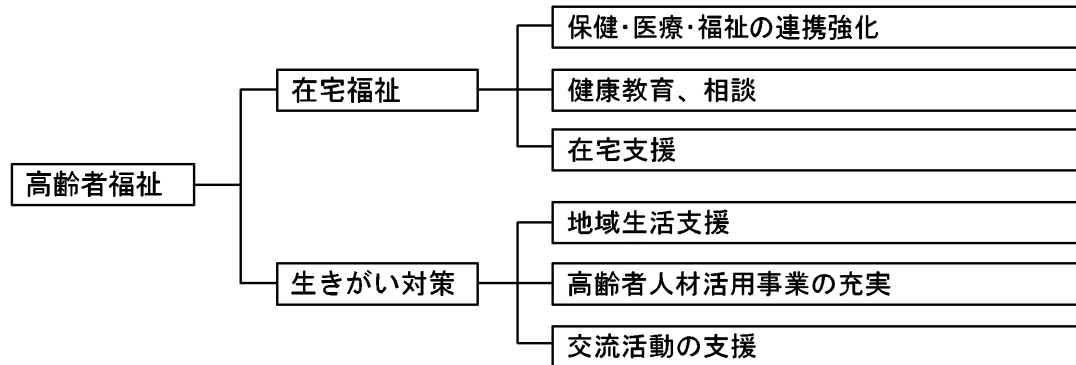 高齢者福祉
在宅福祉
保健・医療・福祉の連携強化
健康教育、相談
在宅支援
生きがい対策
地域生活支援
高齢者人材活用事業の充実
交流活動の支援